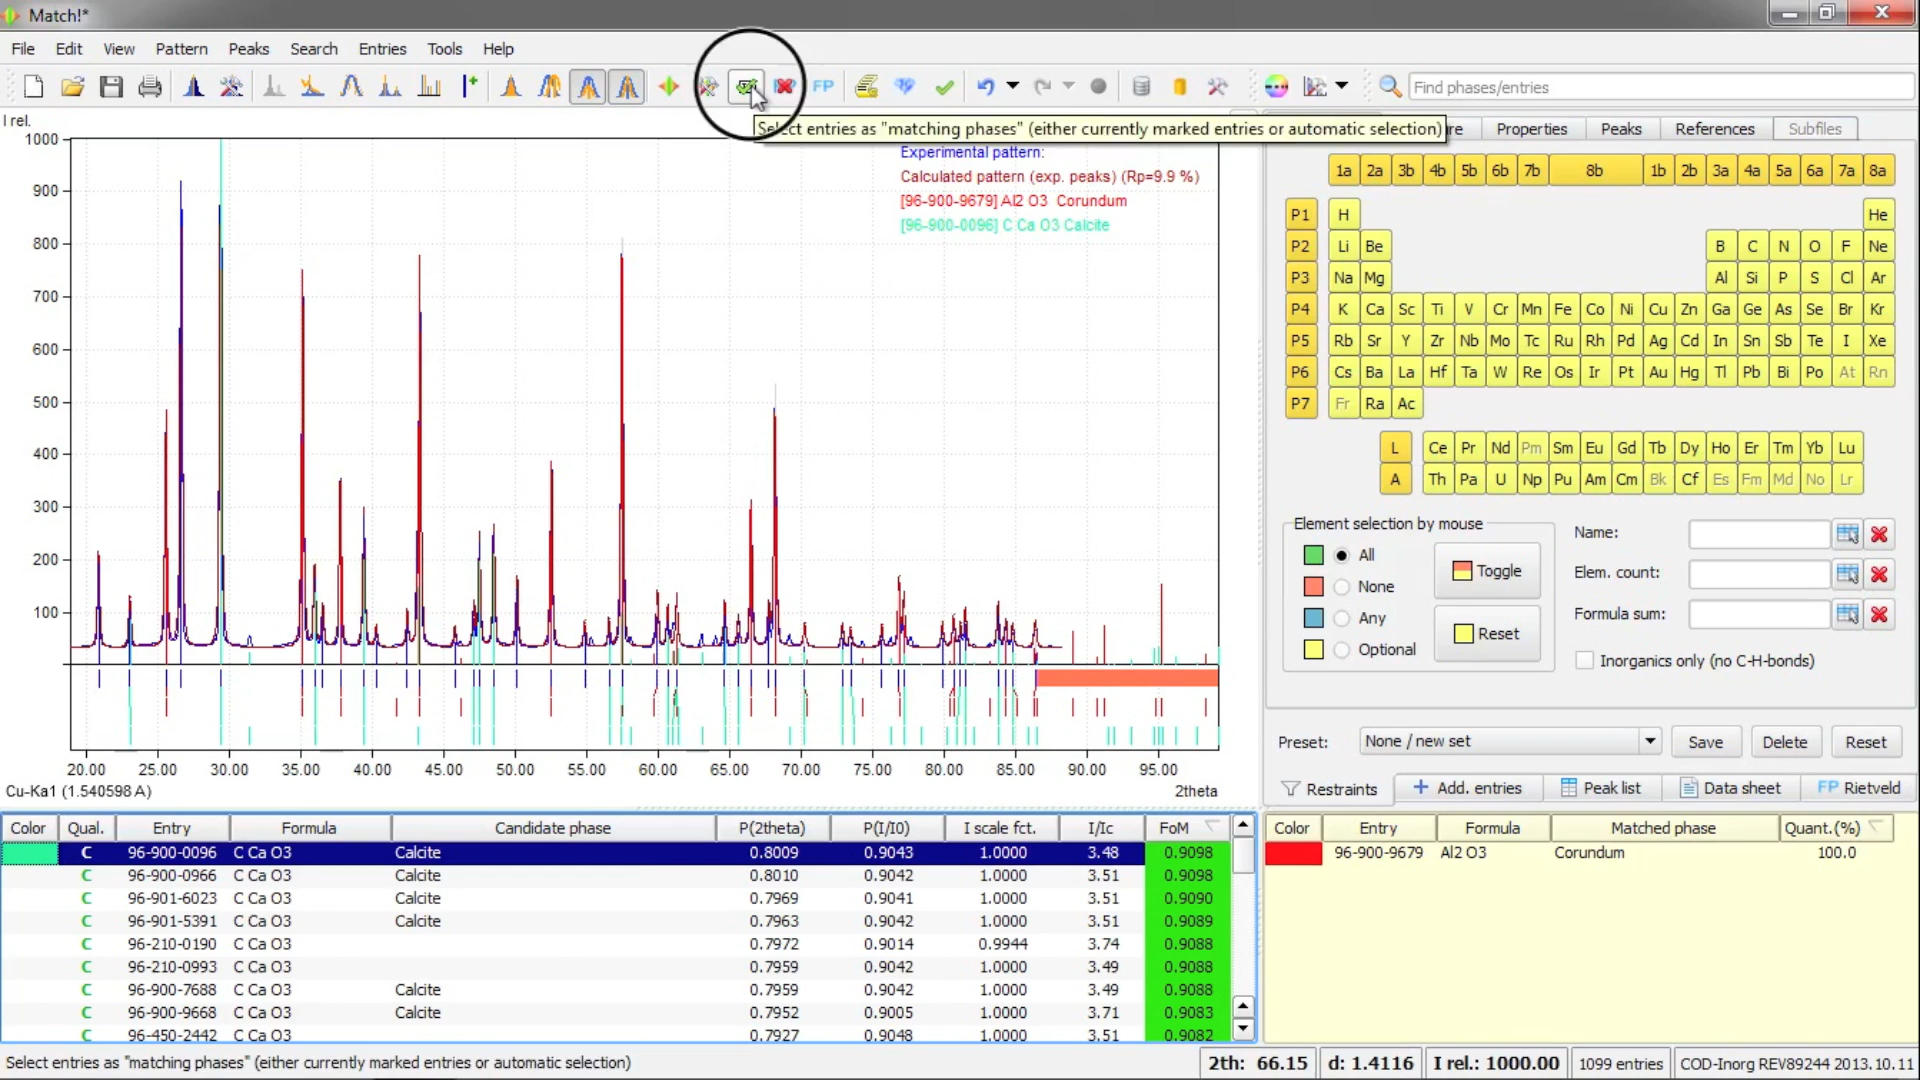 Match!*
File Edit View Pattern Peaks Search Entries Tools Help
FP
Find phases/entries
Select entries as "matching phases" (either currently marked entries or automatic selection)
re Properties Peaks References Subfiles
I rel.
1000
900
800
700
600
500
400
300
200
100
Experimental pattern:
Calculated pattern (exp. peaks) (Rp=9.9 %)
[96-900-9679] Al2 O3 Corundum
[96-900-0096] C Ca O3 Calcite
20.00 25.00 30.00 35.00 40.00 45.00 50.00 55.00 60.00 65.00 70.00 75.00 80.00 85.00 90.00 95.00
Cu-Ka1 (1.540598 A) 2theta
1a 2a 3b 4b 5b 6b 7b 8b 1b 2b 3a 4a 5a 6a 7a 8a
P1 H He
P2 Li Be B C N O F Ne
P3 Na Mg Al Si P S Cl Ar
P4 K Ca Sc Ti V Cr Mn Fe Co Ni Cu Zn Ga Ge As Se Br Kr
P5 Rb Sr Y Zr Nb Mo Tc Ru Rh Pd Ag Cd In Sn Sb Te I Xe
P6 Cs Ba La Hf Ta W Re Os Ir Pt Au Hg Tl Pb Bi Po At Rn
P7 Fr Ra Ac
L Ce Pr Nd Pm Sm Eu Gd Tb Dy Ho Er Tm Yb Lu
A Th Pa U Np Pu Am Cm Bk Cf Es Fm Md No Lr
Element selection by mouse
All
None
Any
Optional
Toggle
Reset
Name:
Elem. count:
Formula sum:
Inorganics only (no C-H-bonds)
Preset: None / new set Save Delete Reset
Restraints Add. entries Peak list Data sheet FP Rietveld
Color Qual. Entry Formula Candidate phase P(2theta) P(I/I0) I scale fct. I/Ic FoM
C 96-900-0096 C Ca O3 Calcite 0.8009 0.9043 1.0000 3.48 0.9098
C 96-900-0966 C Ca O3 Calcite 0.8010 0.9042 1.0000 3.51 0.9098
C 96-901-6023 C Ca O3 Calcite 0.7969 0.9041 1.0000 3.51 0.9090
C 96-901-5391 C Ca O3 Calcite 0.7963 0.9042 1.0000 3.51 0.9089
C 96-210-0190 C Ca O3 0.7972 0.9014 0.9944 3.74 0.9088
C 96-210-0993 C Ca O3 0.7959 0.9042 1.0000 3.49 0.9088
C 96-900-7688 C Ca O3 Calcite 0.7959 0.9042 1.0000 3.49 0.9088
C 96-900-9668 C Ca O3 Calcite 0.7952 0.9005 1.0000 3.71 0.9083
C 96-450-2442 C Ca O3 0.7927 0.9048 1.0000 3.51 0.9082
Color Entry Formula Matched phase Quant.(%)
96-900-9679 Al2 O3 Corundum 100.0
Select entries as "matching phases" (either currently marked entries or automatic selection)
2th: 66.15 d: 1.4116 I rel.: 1000.00 1099 entries COD-Inorg REV89244 2013.10.11